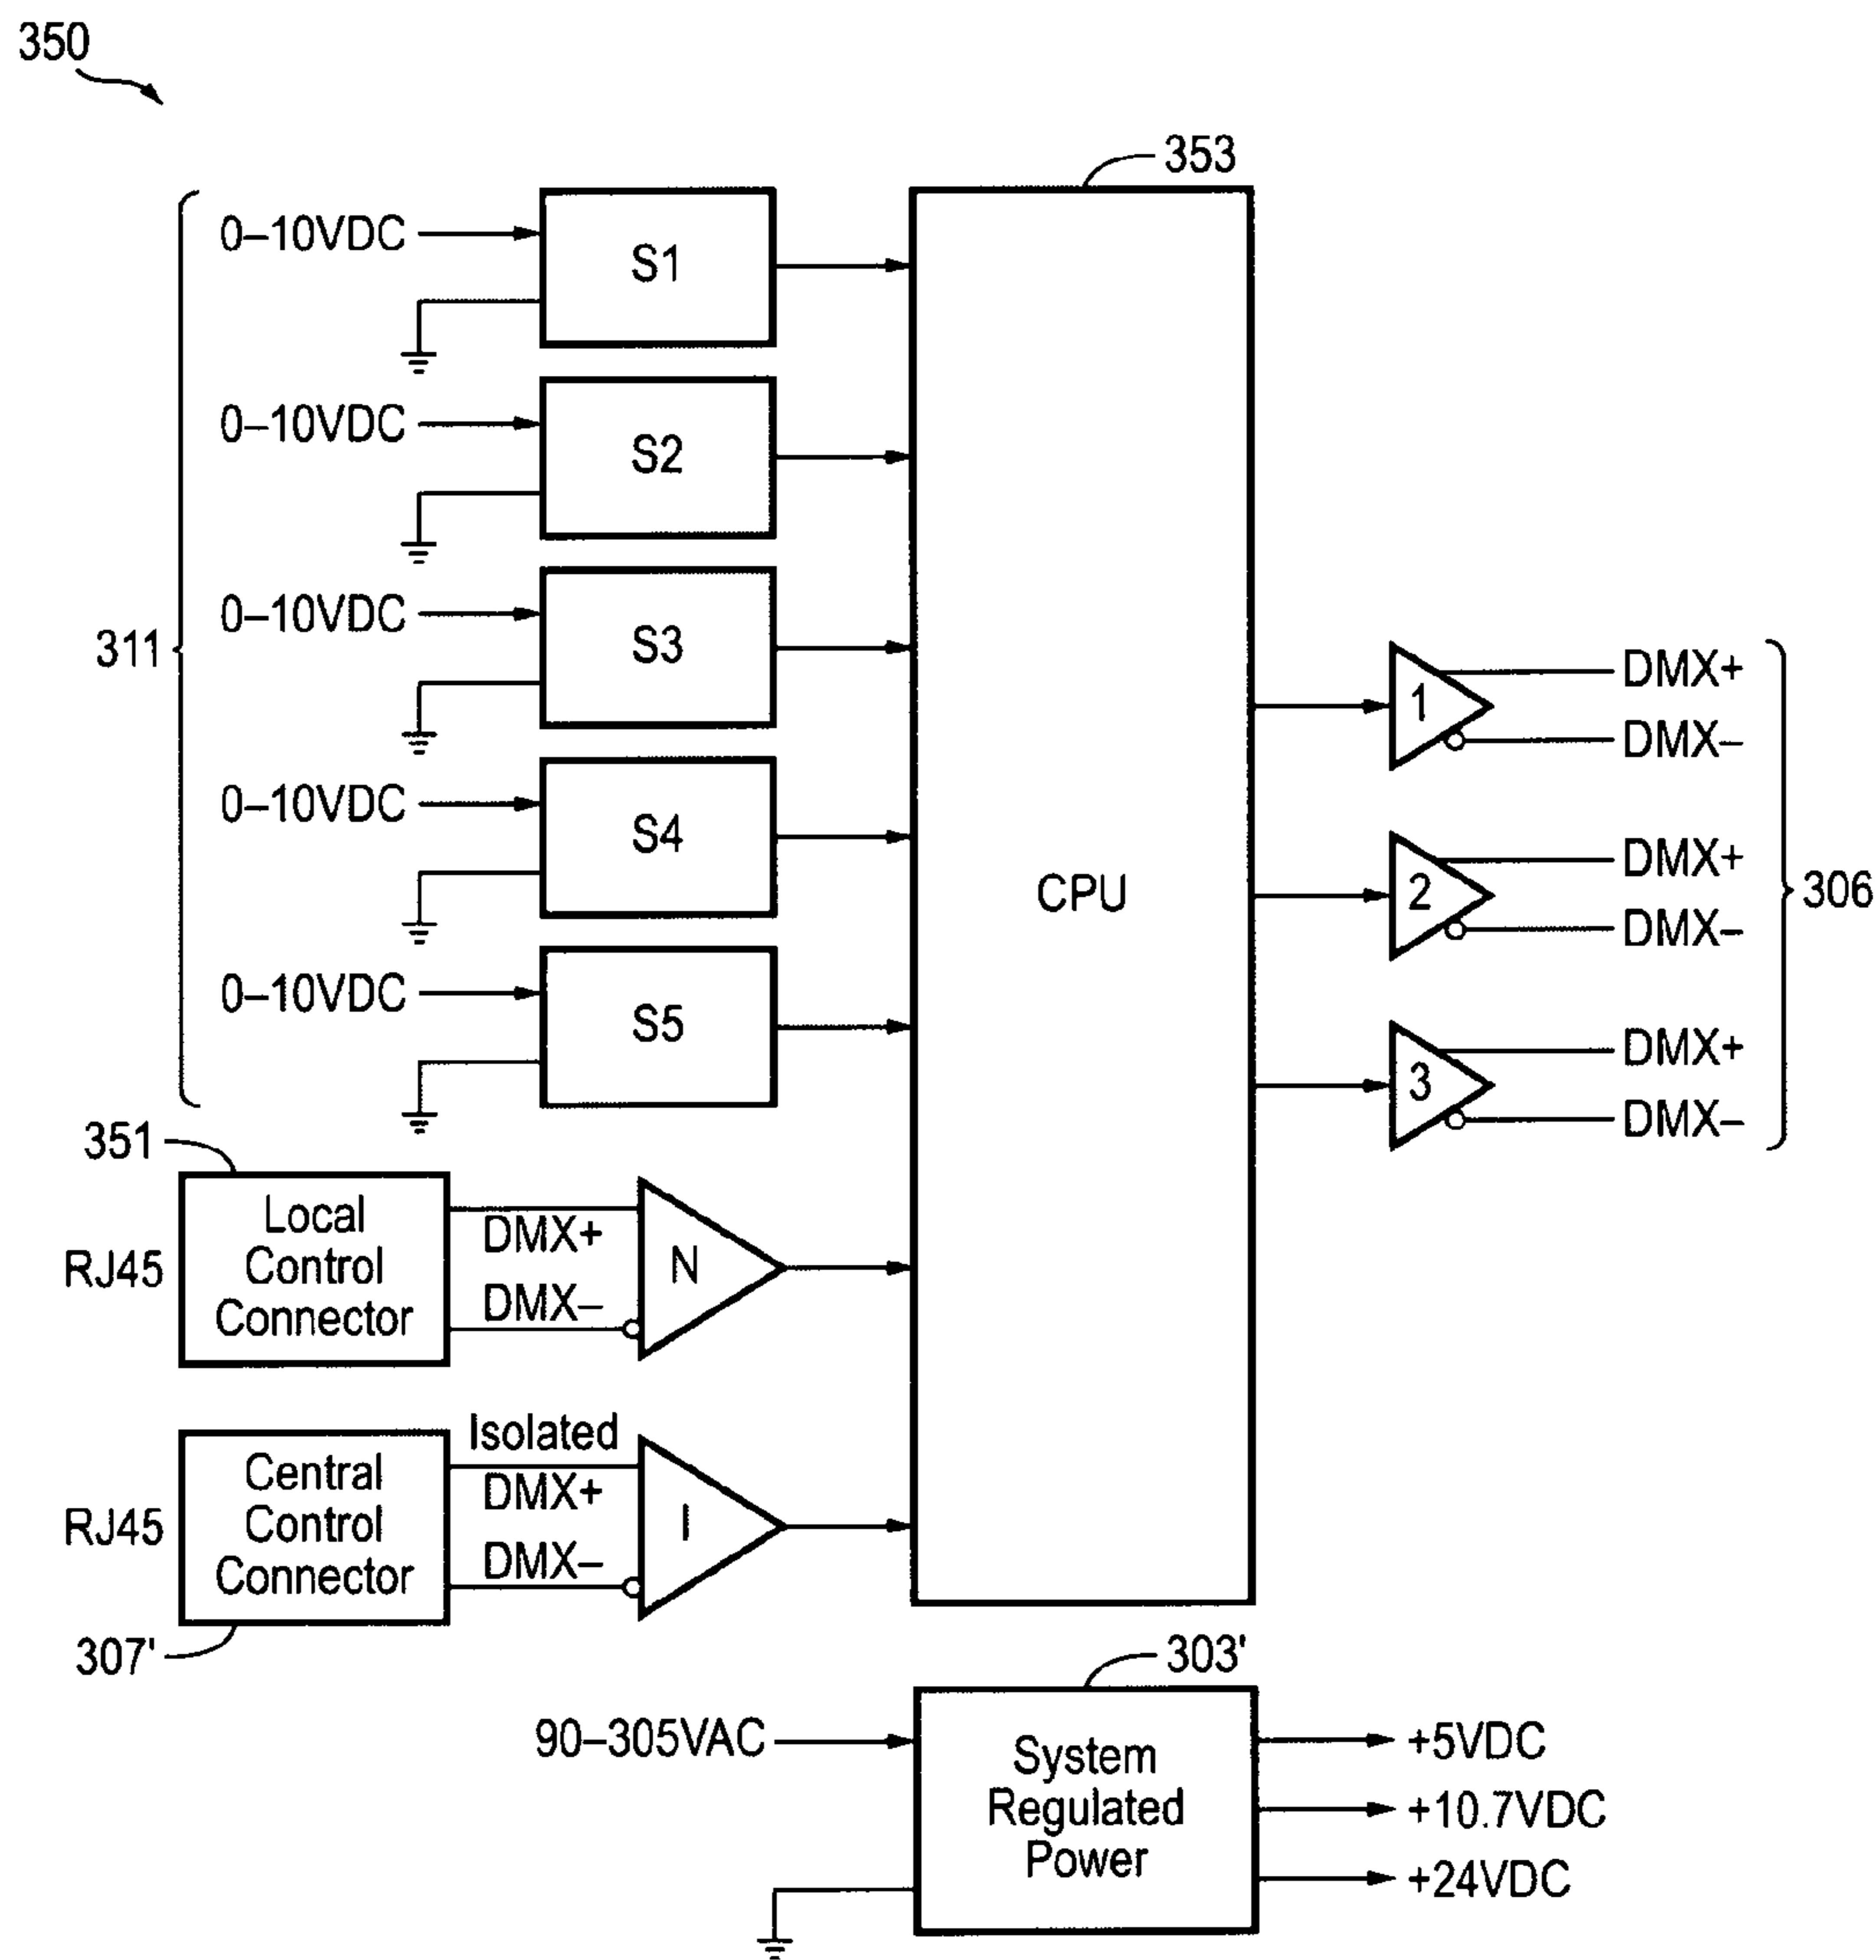 350
353
0–10VDC
S1
0–10VDC
S2
0–10VDC
S3
311
0–10VDC
S4
0–10VDC
S5
CPU
1
DMX+
DMX–
2
DMX+
DMX–
3
DMX+
DMX–
306
351
RJ45
Local
Control
Connector
DMX+
DMX–
N
RJ45
Central
Control
Connector
Isolated
DMX+
DMX–
I
307'
303'
90–305VAC
System
Regulated
Power
+5VDC
+10.7VDC
+24VDC